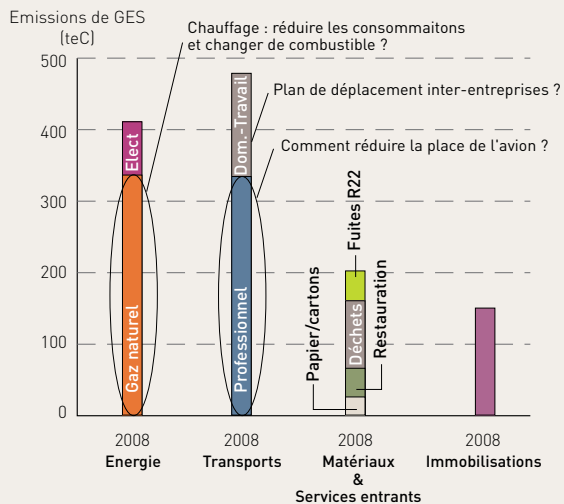 Emissions de GES
(teC)
Chauffage : réduire les consommaitons
et changer de combustible ?
500
400
300
200
100
0
Plan de déplacement inter-entreprises ?
Comment réduire la place de l'avion ?
Elect
Gaz naturel
Dom.-Travail
Professionnel
Fuites R22
Déchets
Restauration
Papier/cartons
2008
Energie
2008
Transports
2008
Matériaux
&
Services entrants
2008
Immobilisations